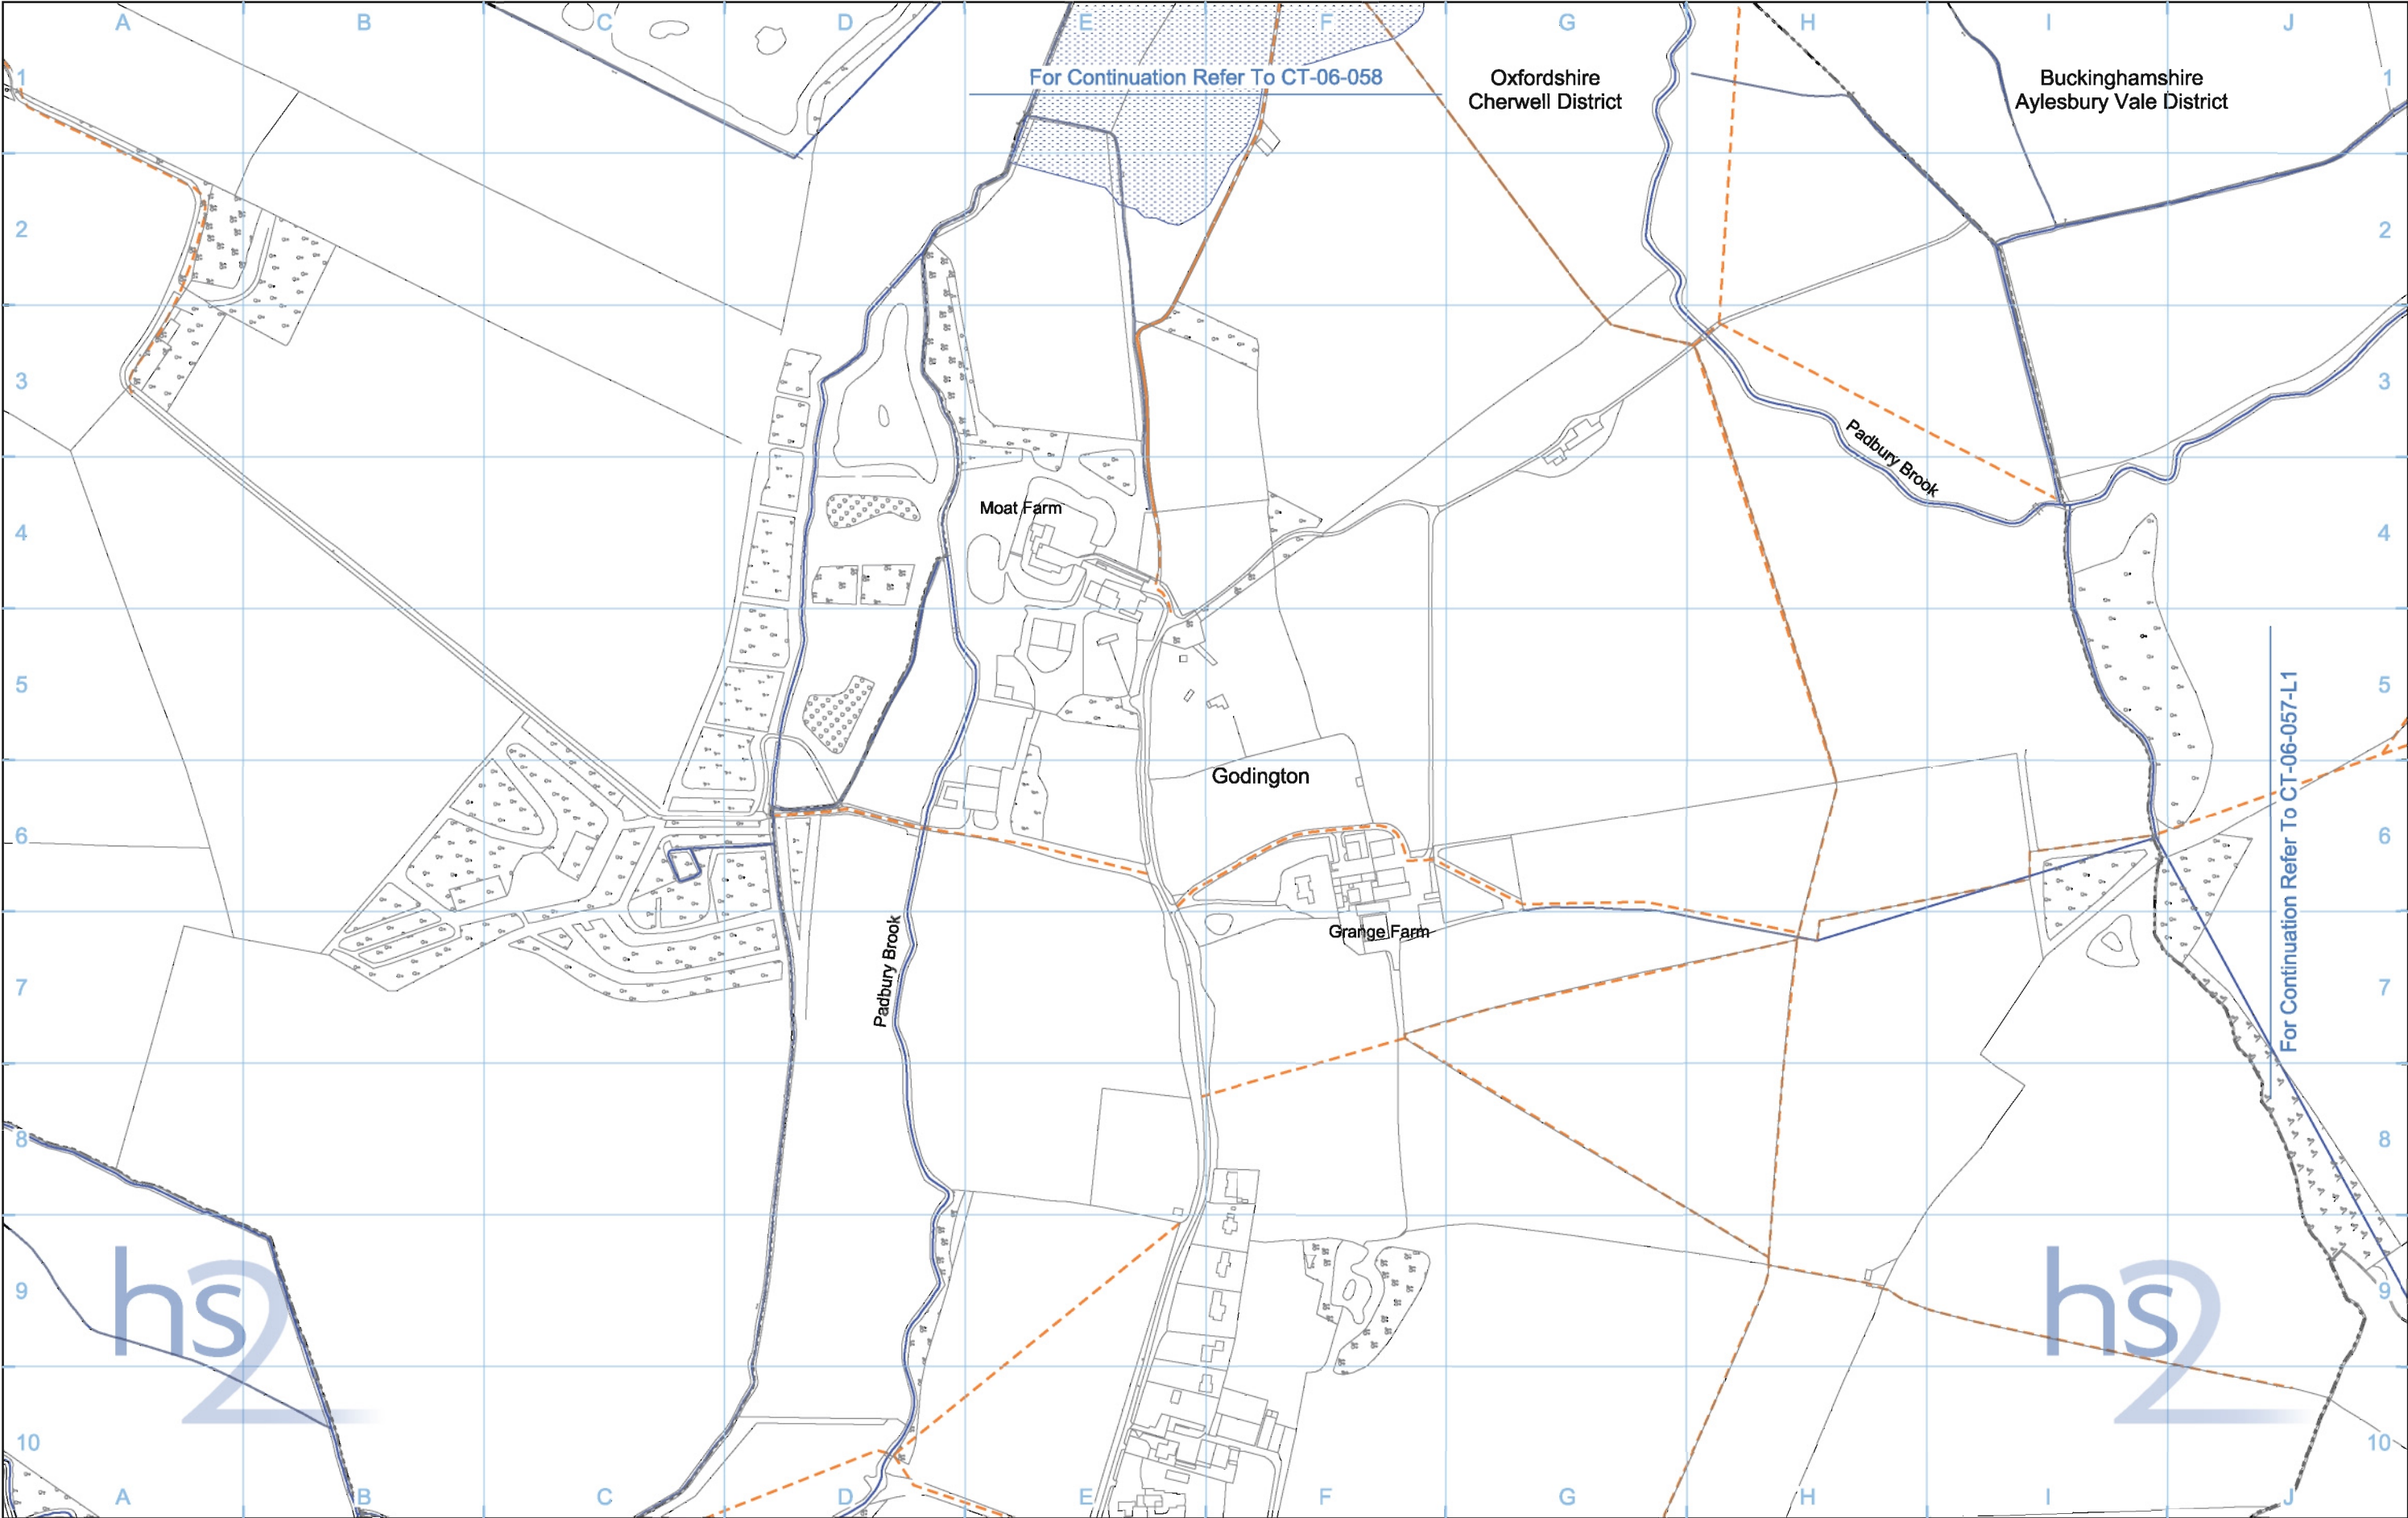 A B C D E F G H I J
1 1
For Continuation Refer To CT-06-058
Oxfordshire
Cherwell District
Buckinghamshire
Aylesbury Vale District
2 2
3 3
Padbury Brook
Moat Farm
4 4
5 5
For Continuation Refer To CT-06-057-L1
Godington
6 6
Grange Farm
Padbury Brook
7 7
8 8
hs2
hs2
9 9
10 10
A B C D E F G H I J